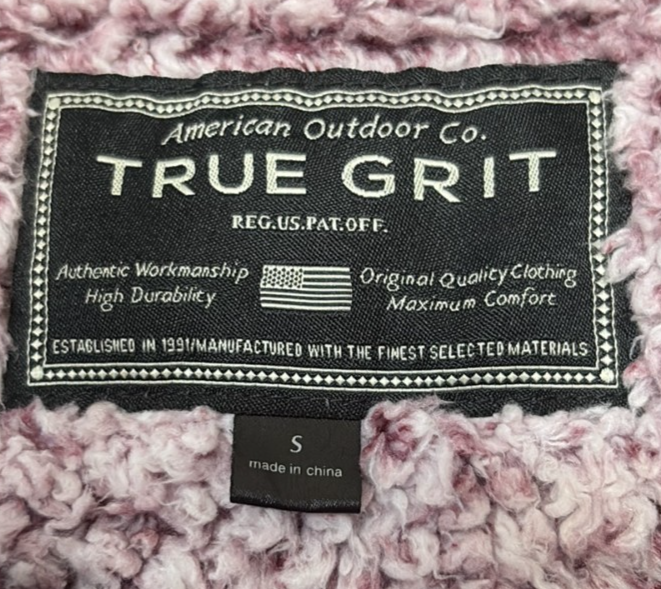 American Outdoor Co.
TRUE GRIT
REG.US.PAT.OFF.
Authentic Workmanship
High Durability
Original Quality Clothing
Maximum Comfort
ESTAGLISHED IN 1991/MANUFACTURED WITH THE FINEST SELECTED MATERIALS
S
made in china